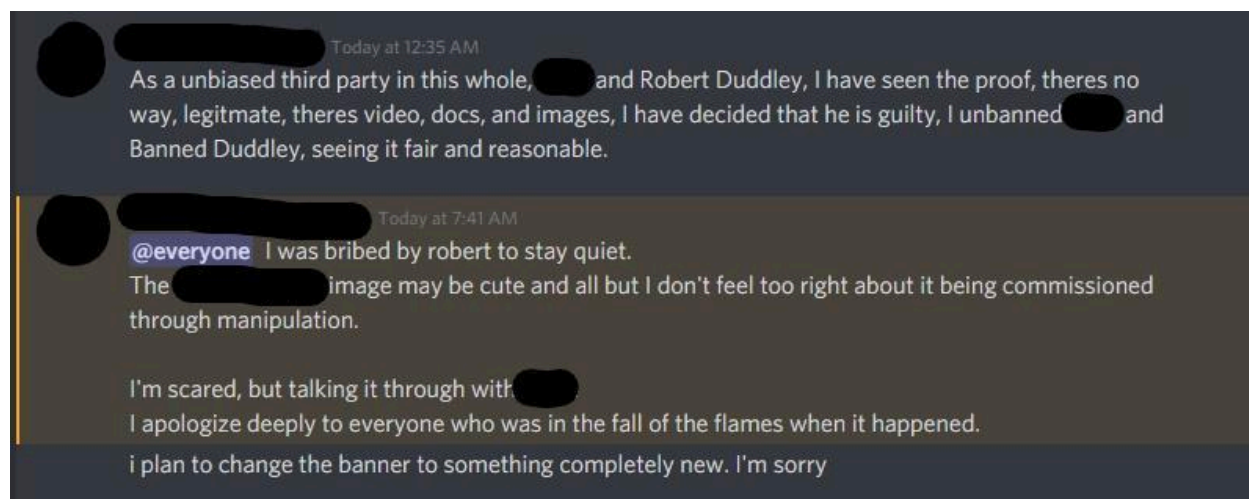 Today at 12:35 AM
As a unbiased third party in this whole, and Robert Duddley, I have seen the proof, theres no
way, legitmate, theres video, docs, and images, I have decided that he is guilty, I unbanned and
Banned Duddley, seeing it fair and reasonable.
Today at 7:41 AM
@everyone I was bribed by robert to stay quiet.
The image may be cute and all but I don't feel too right about it being commissioned
through manipulation.
I'm scared, but talking it through with
I apologize deeply to everyone who was in the fall of the flames when it happened.
i plan to change the banner to something completely new. I'm sorry